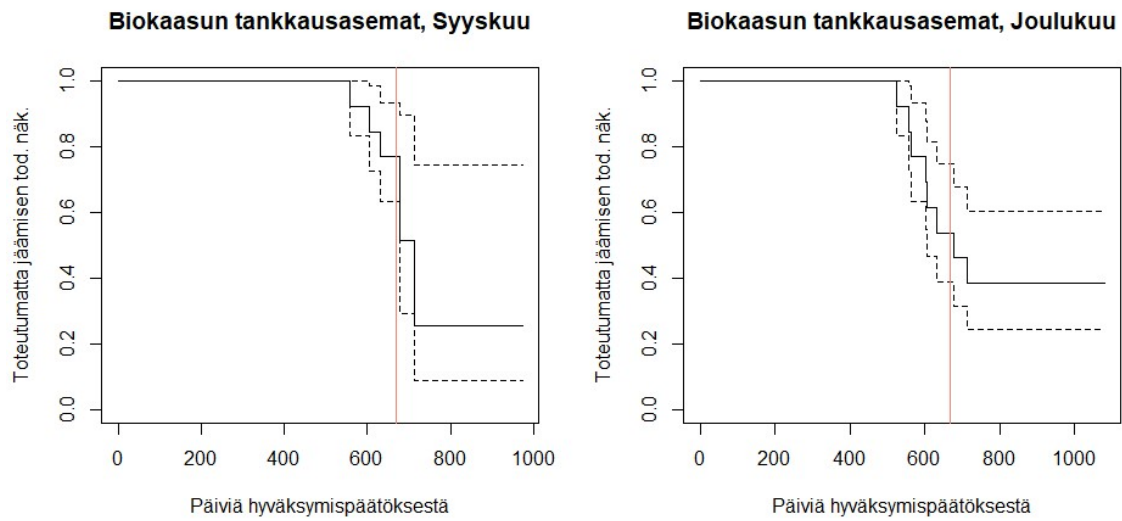 Biokaasun tankkausasemat, Syyskuu
Toteutumatta jäämisen tod. näk.
1.0
0.8
0.6
0.4
0.2
0.0
0 200 400 600 800 1000
Päiviä hyväksymispäätöksestä
Biokaasun tankkausasemat, Joulukuu
Toteutumatta jäämisen tod. näk.
1.0
0.8
0.6
0.4
0.2
0.0
0 200 400 600 800 1000
Päiviä hyväksymispäätöksestä